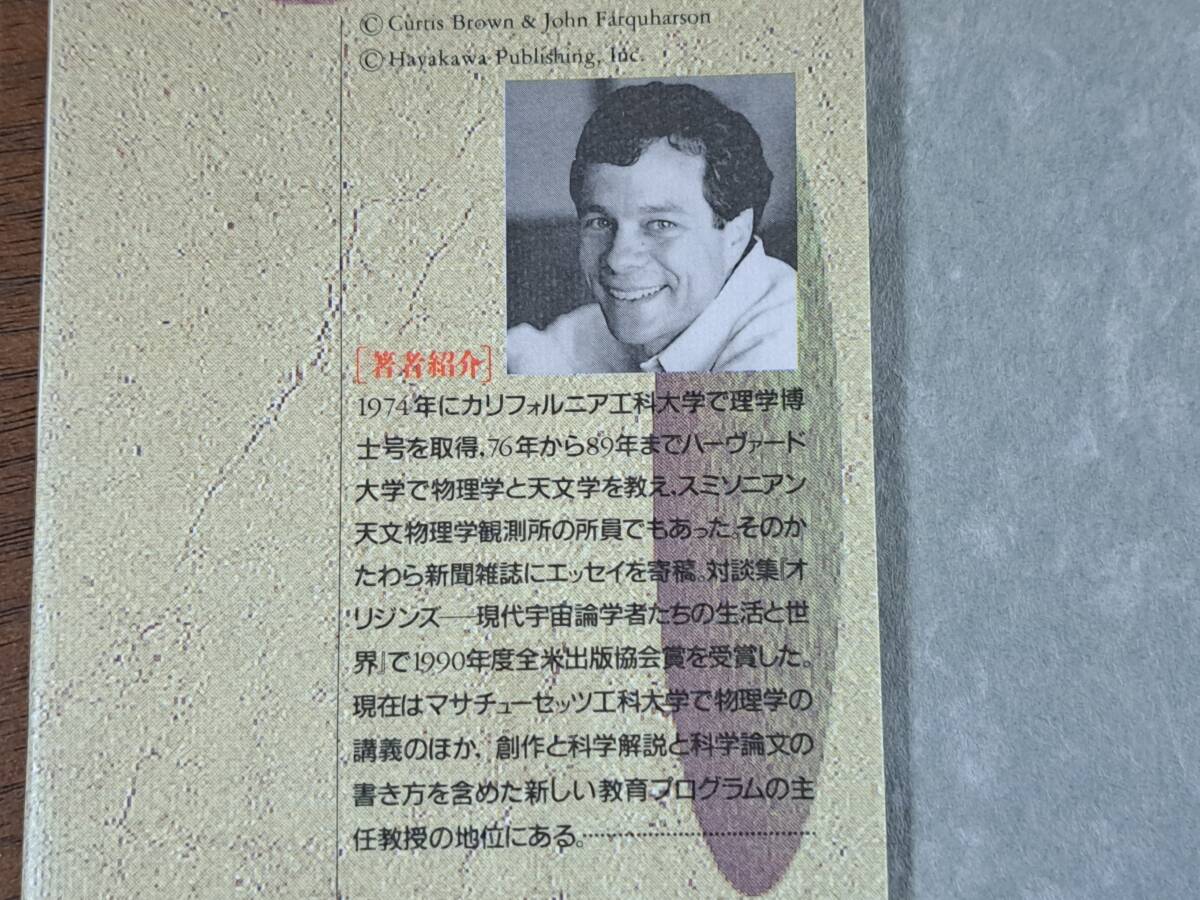 © Curtis Brown & John Farquharson
© Hayakawa Publishing, Inc.
[著者紹介]
1974年にカリフォルニア工科大学で理学博
士号を取得,76年から89年までハーヴァード
大学で物理学と天文学を教え,スミソニアン
天文物理学観測所の所員でもあった。そのか
たわら新聞雑誌にエッセイを寄稿。対談集『オ
リジンズ──現代宇宙論学者たちの生活と世
界』で1990年度全米出版協会賞を受賞した。
現在はマサチューセッツ工科大学で物理学の
講義のほか、創作と科学解説と科学論文の
書き方を含めた新しい教育プログラムの主
任教授の地位にある。